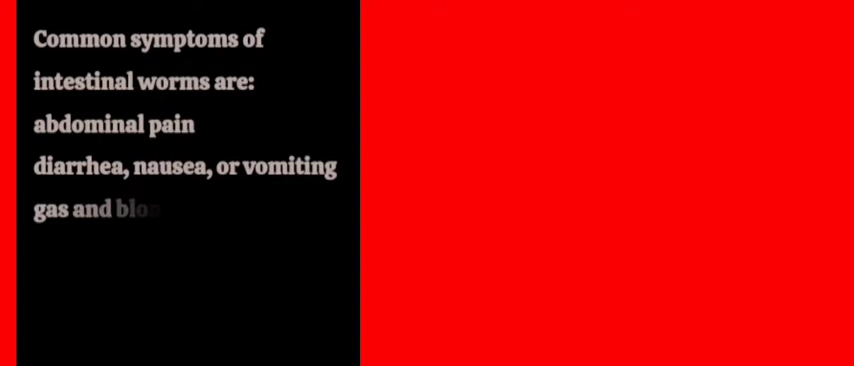 Common symptoms of
intestinal worms are:
abdominal pain
diarrhea, nausea, or vomiting
gas and